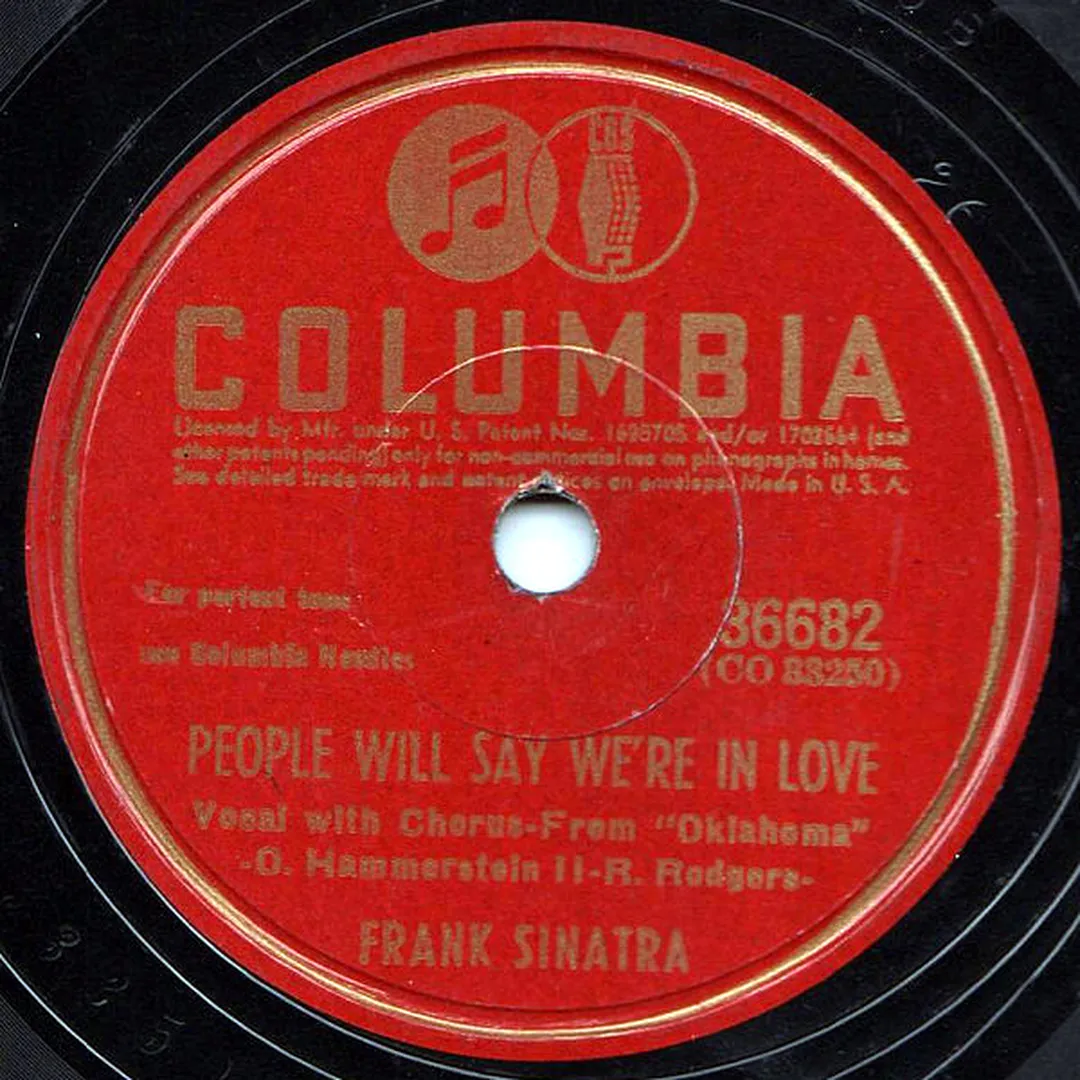 CBS
COLUMBIA
Licensed by Mfr. under U. S. Patent Nos. 1625705 and/or 1702564 (and
other patents pending) only for non-commercial use on phonographs in homes.
See detailed trade mark and patent notices on envelope. Made in U. S. A.
For perfect tone
use Columbia Needles
36682
(CO 33250)
PEOPLE WILL SAY WE'RE IN LOVE
Vocal with Chorus-From "Oklahoma"
-O. Hammerstein II-R. Rodgers-
FRANK SINATRA